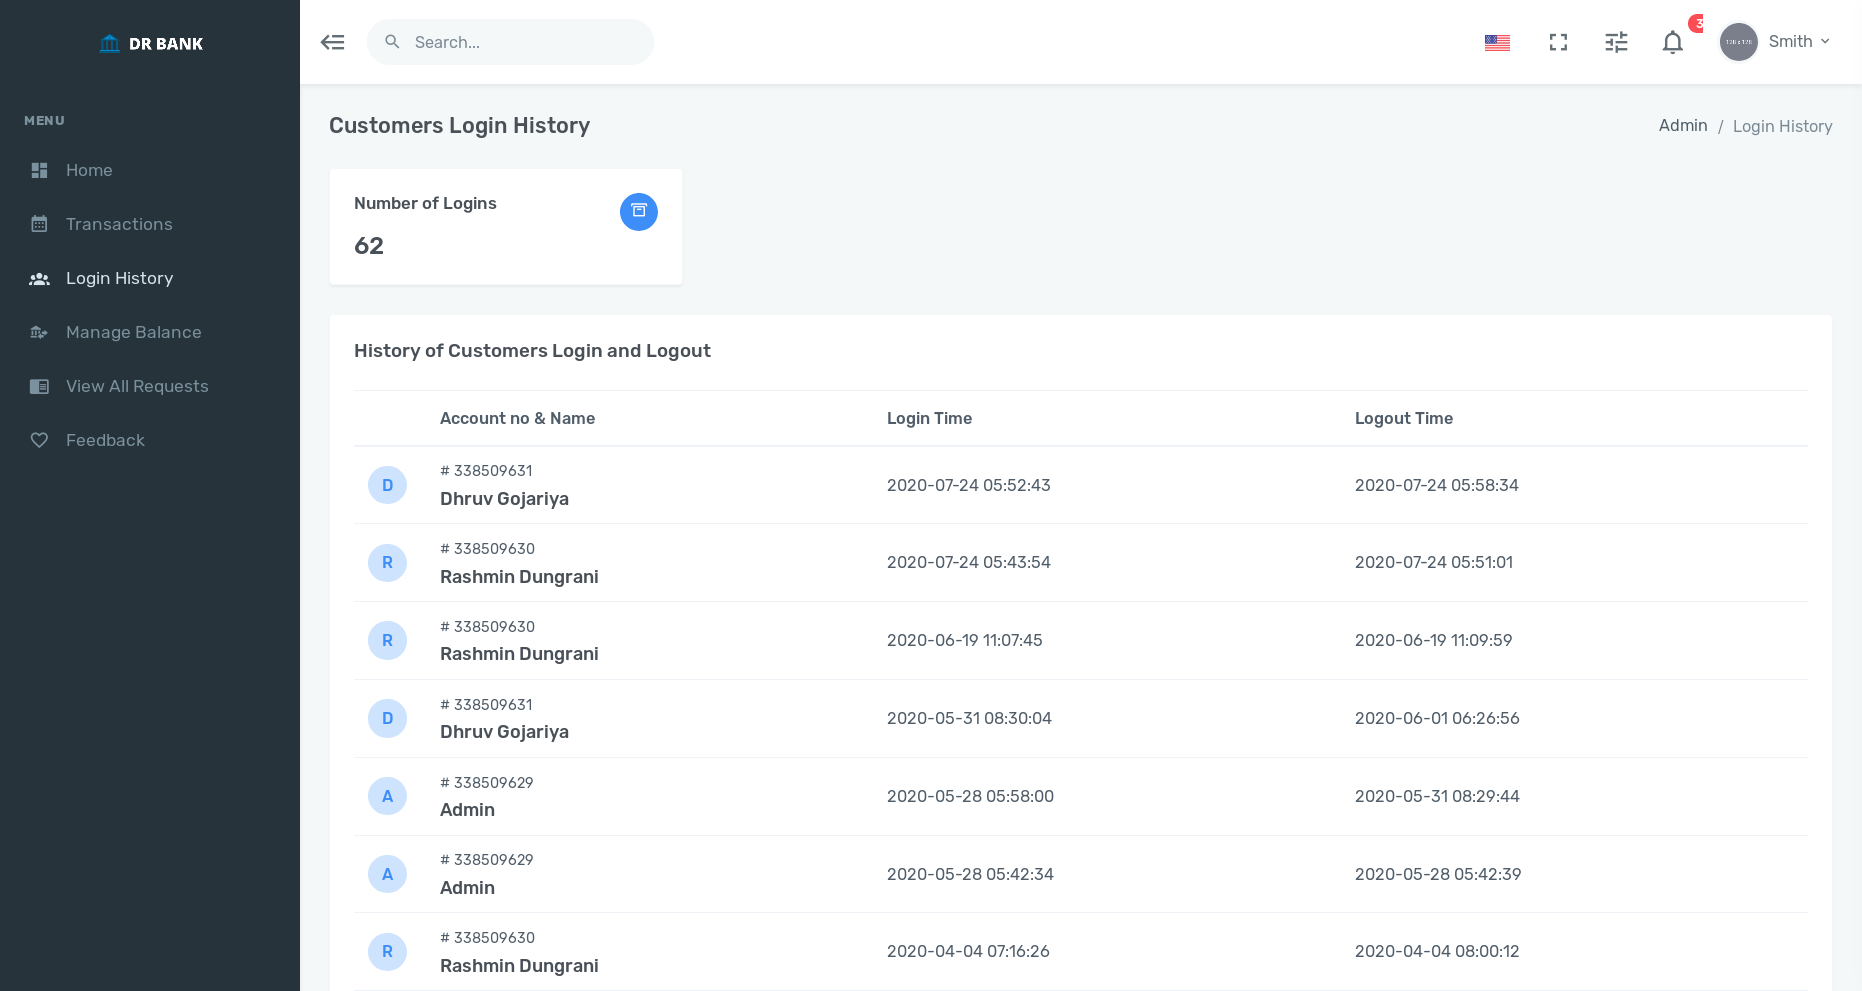 DR BANK
Search...
3
Smith
MENU
Home
Transactions
Login History
Manage Balance
View All Requests
Feedback
Customers Login History
Admin / Login History
Number of Logins
62
History of Customers Login and Logout
Account no & Name Login Time Logout Time
D # 338509631
Dhruv Gojariya 2020-07-24 05:52:43 2020-07-24 05:58:34
R # 338509630
Rashmin Dungrani 2020-07-24 05:43:54 2020-07-24 05:51:01
R # 338509630
Rashmin Dungrani 2020-06-19 11:07:45 2020-06-19 11:09:59
D # 338509631
Dhruv Gojariya 2020-05-31 08:30:04 2020-06-01 06:26:56
A # 338509629
Admin 2020-05-28 05:58:00 2020-05-31 08:29:44
A # 338509629
Admin 2020-05-28 05:42:34 2020-05-28 05:42:39
R # 338509630
Rashmin Dungrani 2020-04-04 07:16:26 2020-04-04 08:00:12